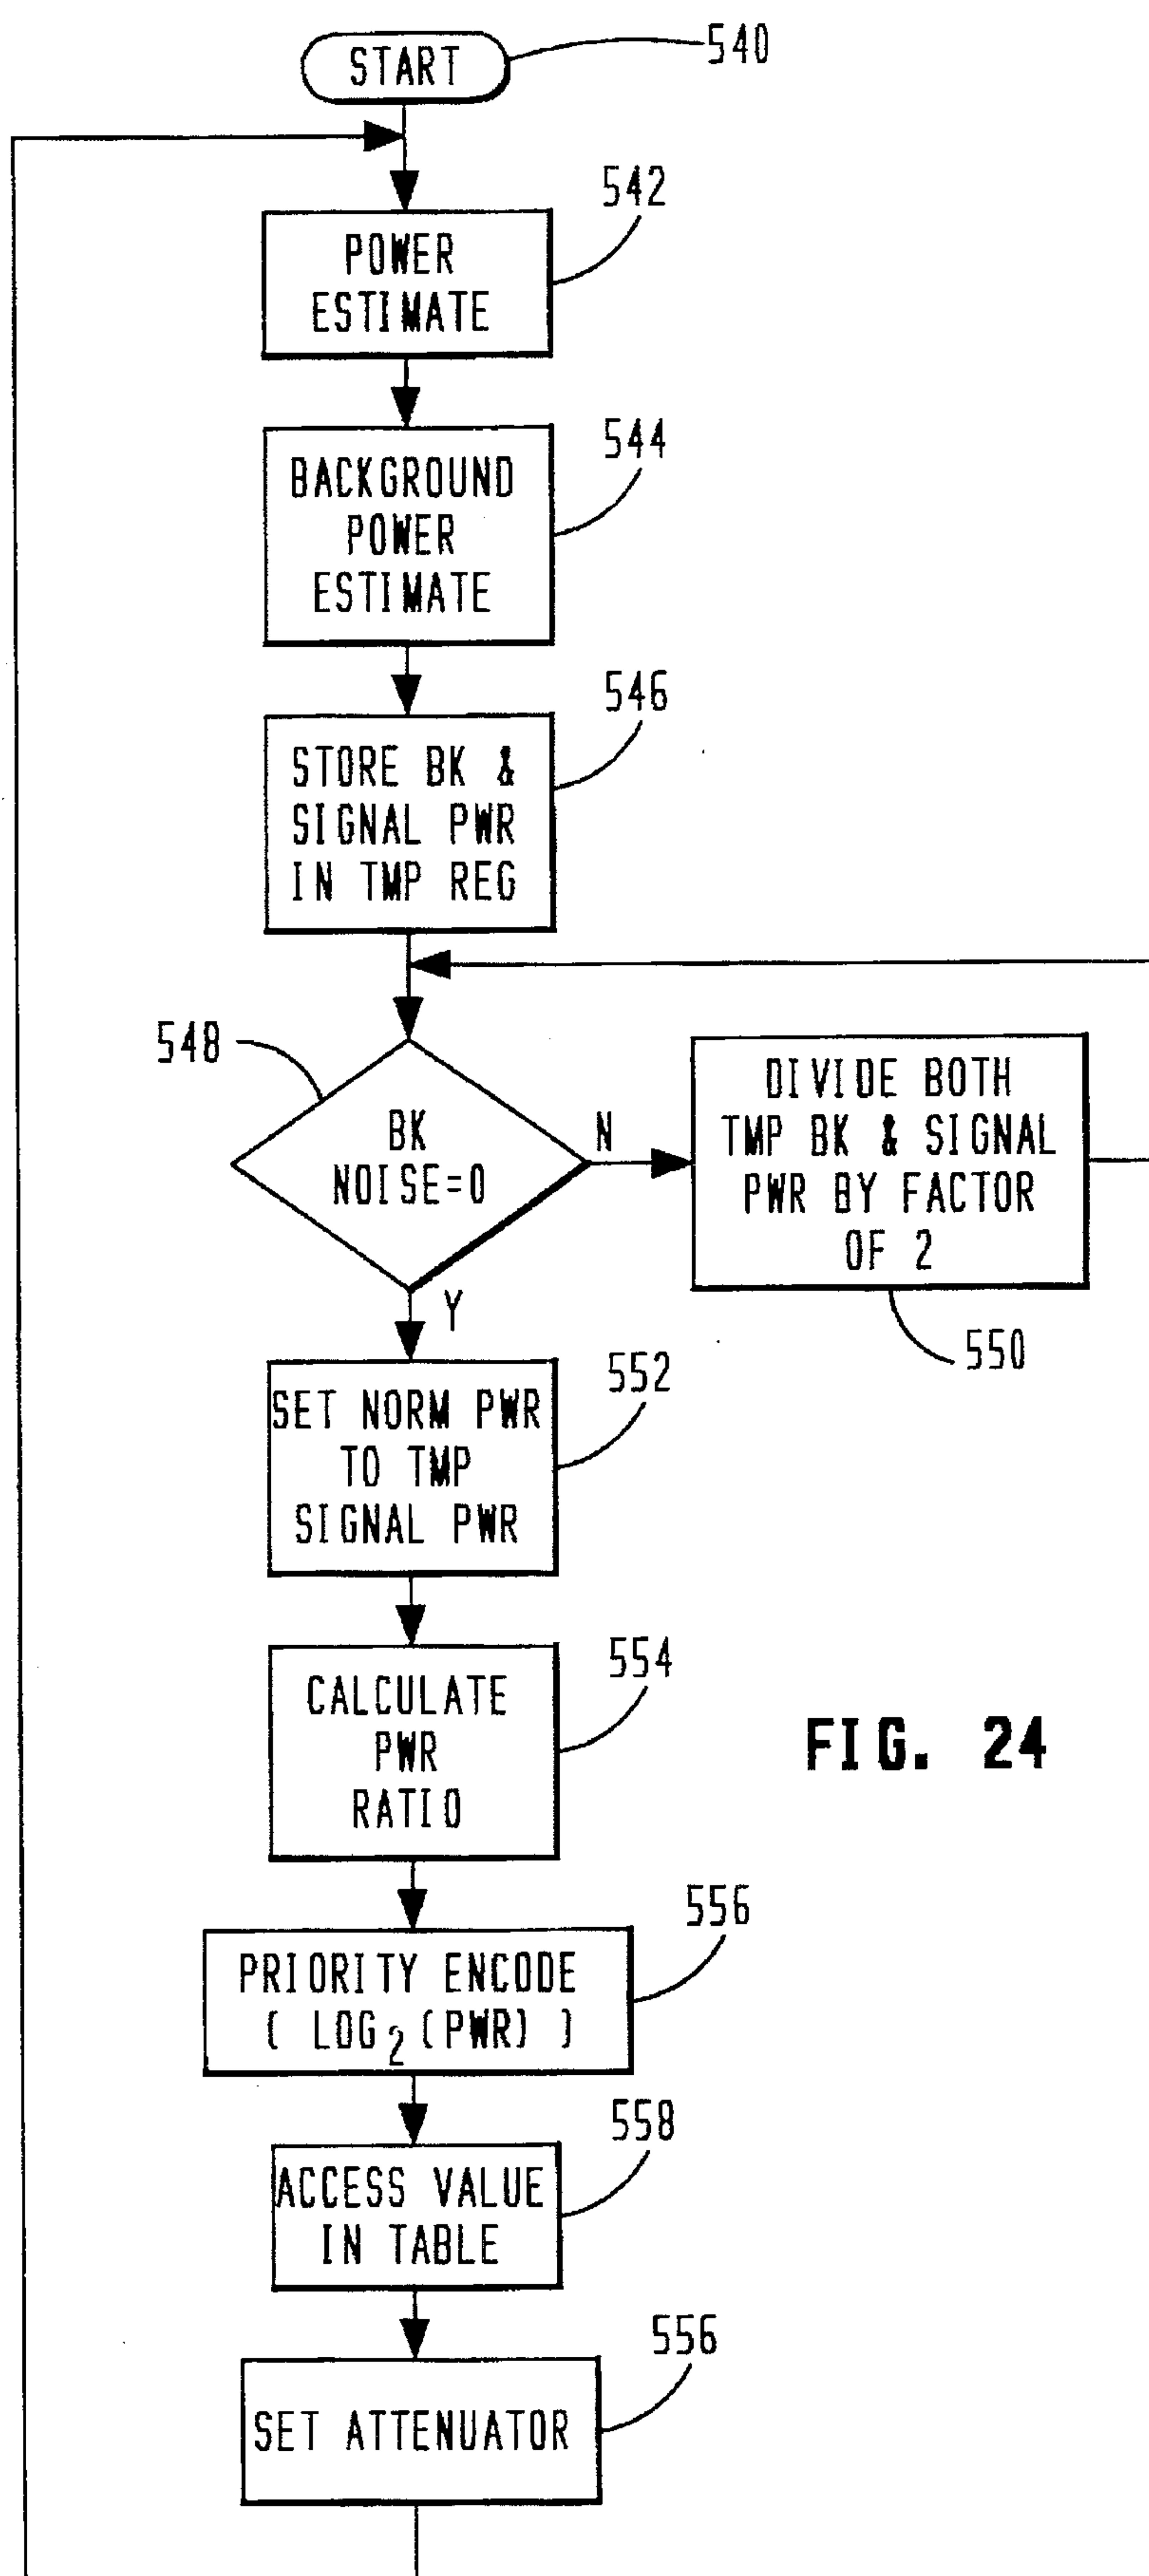 START
540
542
POWER
ESTIMATE
544
BACKGROUND
POWER
ESTIMATE
546
STORE BK &
SIGNAL PWR
IN TMP REG
548
BK
NOISE=0
N
DIVIDE BOTH
TMP BK & SIGNAL
PWR BY FACTOR
OF 2
550
Y
552
SET NORM PWR
TO TMP
SIGNAL PWR
554
CALCULATE
PWR
RATIO
FIG. 24
556
PRIORITY ENCODE
( LOG2 (PWR) )
558
ACCESS VALUE
IN TABLE
556
SET ATTENUATOR